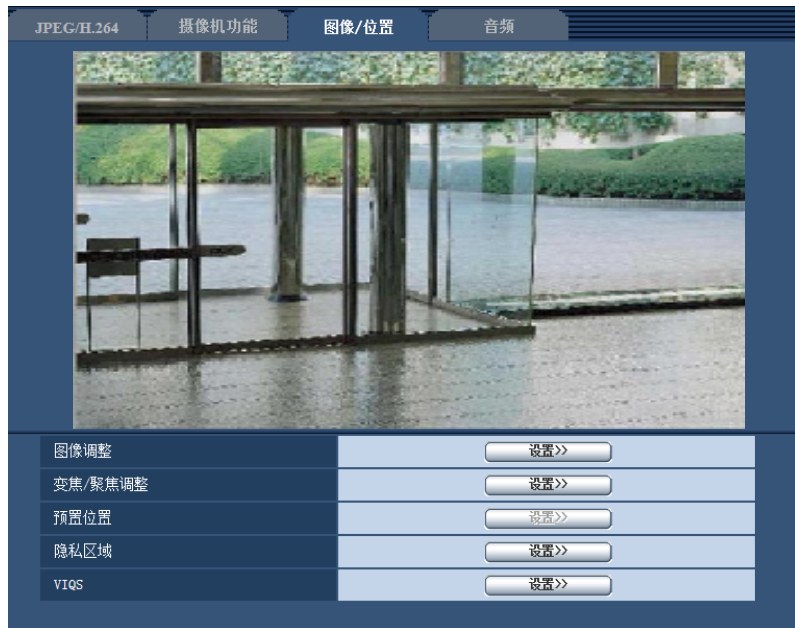 JPEG/H.264 摄像机功能 图像/位置 音频
图像调整 设置>>
变焦/聚焦调整 设置>>
预置位置 设置>>
隐私区域 设置>>
VIQS 设置>>